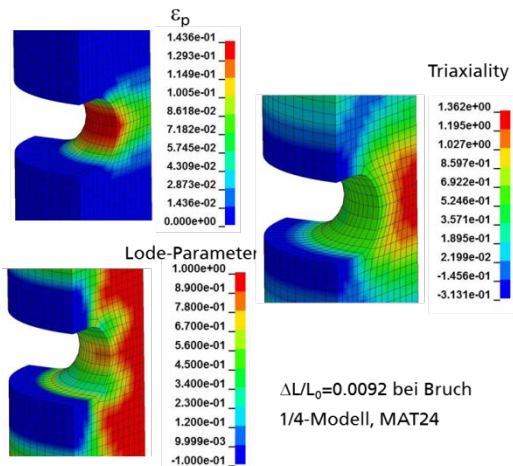 εp
1.436e-01
1.293e-01
1.149e-01
1.005e-01
8.618e-02
7.182e-02
5.745e-02
4.309e-02
2.873e-02
1.436e-02
0.000e+00
Triaxiality
1.362e+00
1.195e+00
1.027e+00
8.597e-01
6.922e-01
5.246e-01
3.571e-01
1.895e-01
2.199e-02
-1.456e-01
-3.131e-01
Lode-Parameter
1.000e+00
8.900e-01
7.800e-01
6.700e-01
5.600e-01
4.500e-01
3.400e-01
2.300e-01
1.200e-01
9.999e-03
-1.000e-01
ΔL/L₀=0.0092 bei Bruch
1/4-Modell, MAT24